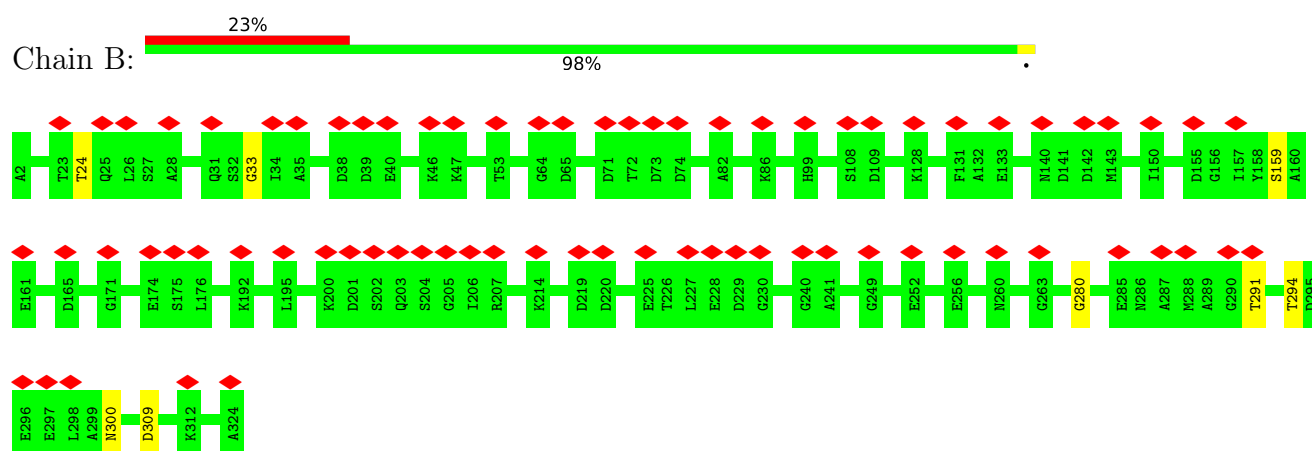 23%
Chain B:
98%
.
A2 T23 T24 Q25 L26 S27 A28 Q31 S32 G33 I34 A35 D38 D39 E40 K46 K47 T53 G64 D65 D71 T72 D73 D74 A82 K86 H99 S108 D109 K128 F131 A132 E133 N140 D141 D142 M143 I150 D155 G156 I157 Y158 S159 A160
E161 D165 G171 E174 S175 L176 K192 L195 K200 D201 S202 Q203 S204 G205 I206 R207 K214 D219 D220 E225 T226 L227 E228 D229 G230 G240 A241 G249 E252 E256 N260 G263 G280 E285 N286 A287 M288 A289 G290 T291 T294
E296 E297 L298 A299 N300 D309 K312 A324